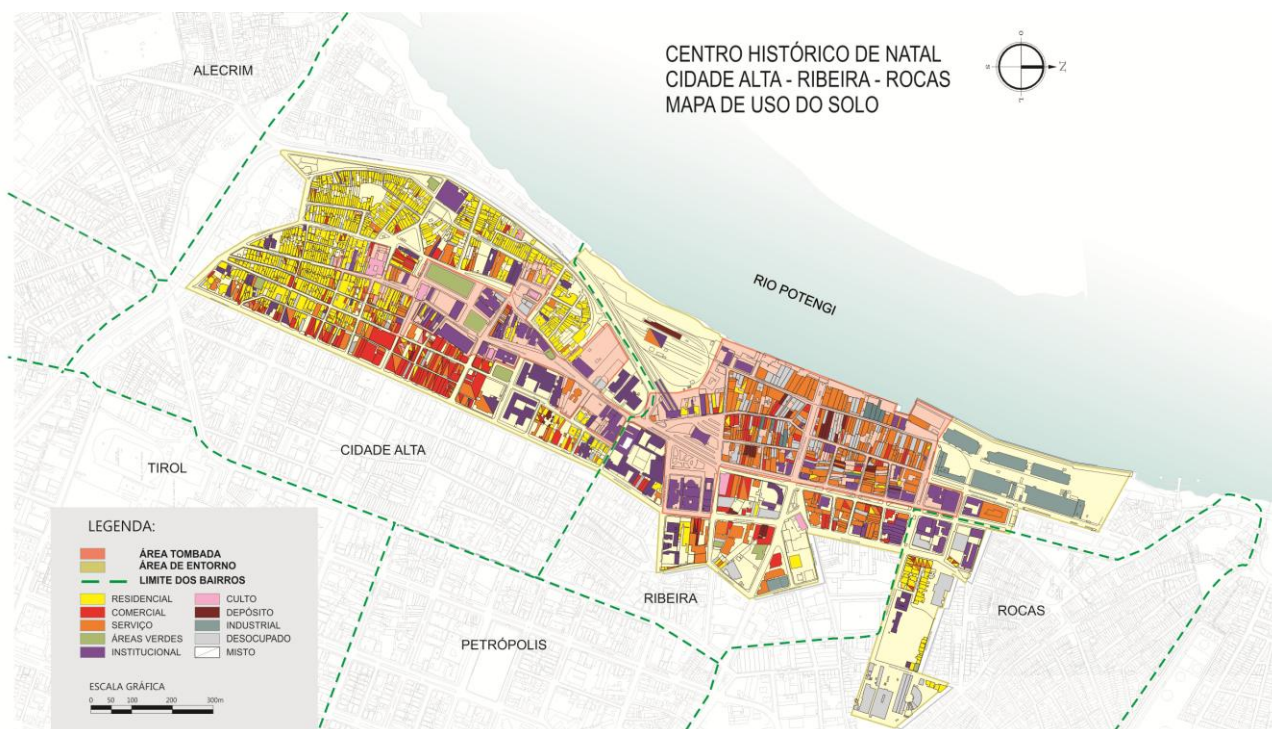 CENTRO HISTÓRICO DE NATAL
CIDADE ALTA - RIBEIRA - ROCAS
MAPA DE USO DO SOLO
O
S
N
L
ALECRIM
RIO POTENGI
CIDADE ALTA
TIROL
RIBEIRA
ROCAS
PETRÓPOLIS
LEGENDA:
ÁREA TOMBADA
ÁREA DE ENTORNO
LIMITE DOS BAIRROS
RESIDENCIAL
COMERCIAL
SERVIÇO
ÁREAS VERDES
INSTITUCIONAL
CULTO
DEPÓSITO
INDUSTRIAL
DESOCUPADO
MISTO
ESCALA GRÁFICA
0 50 100 200 300m